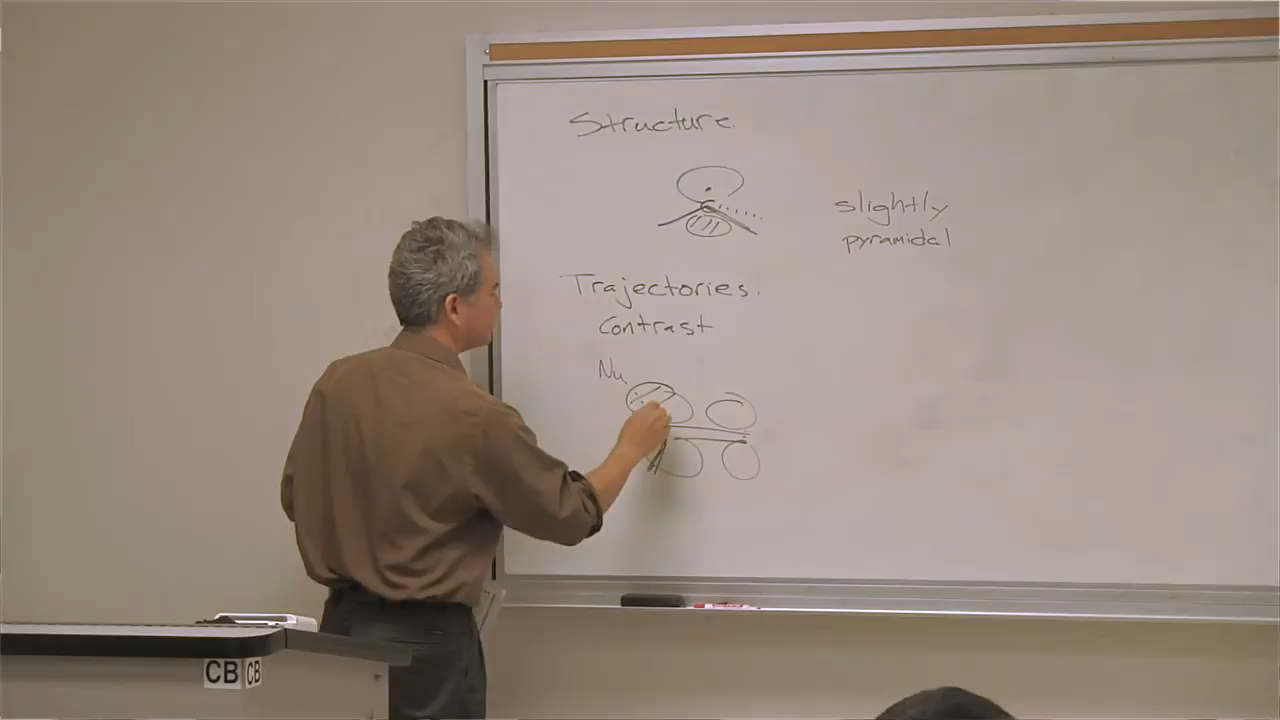 Structure
slightly
pyramidal
Trajectories.
Contrast
Nu
CB CB